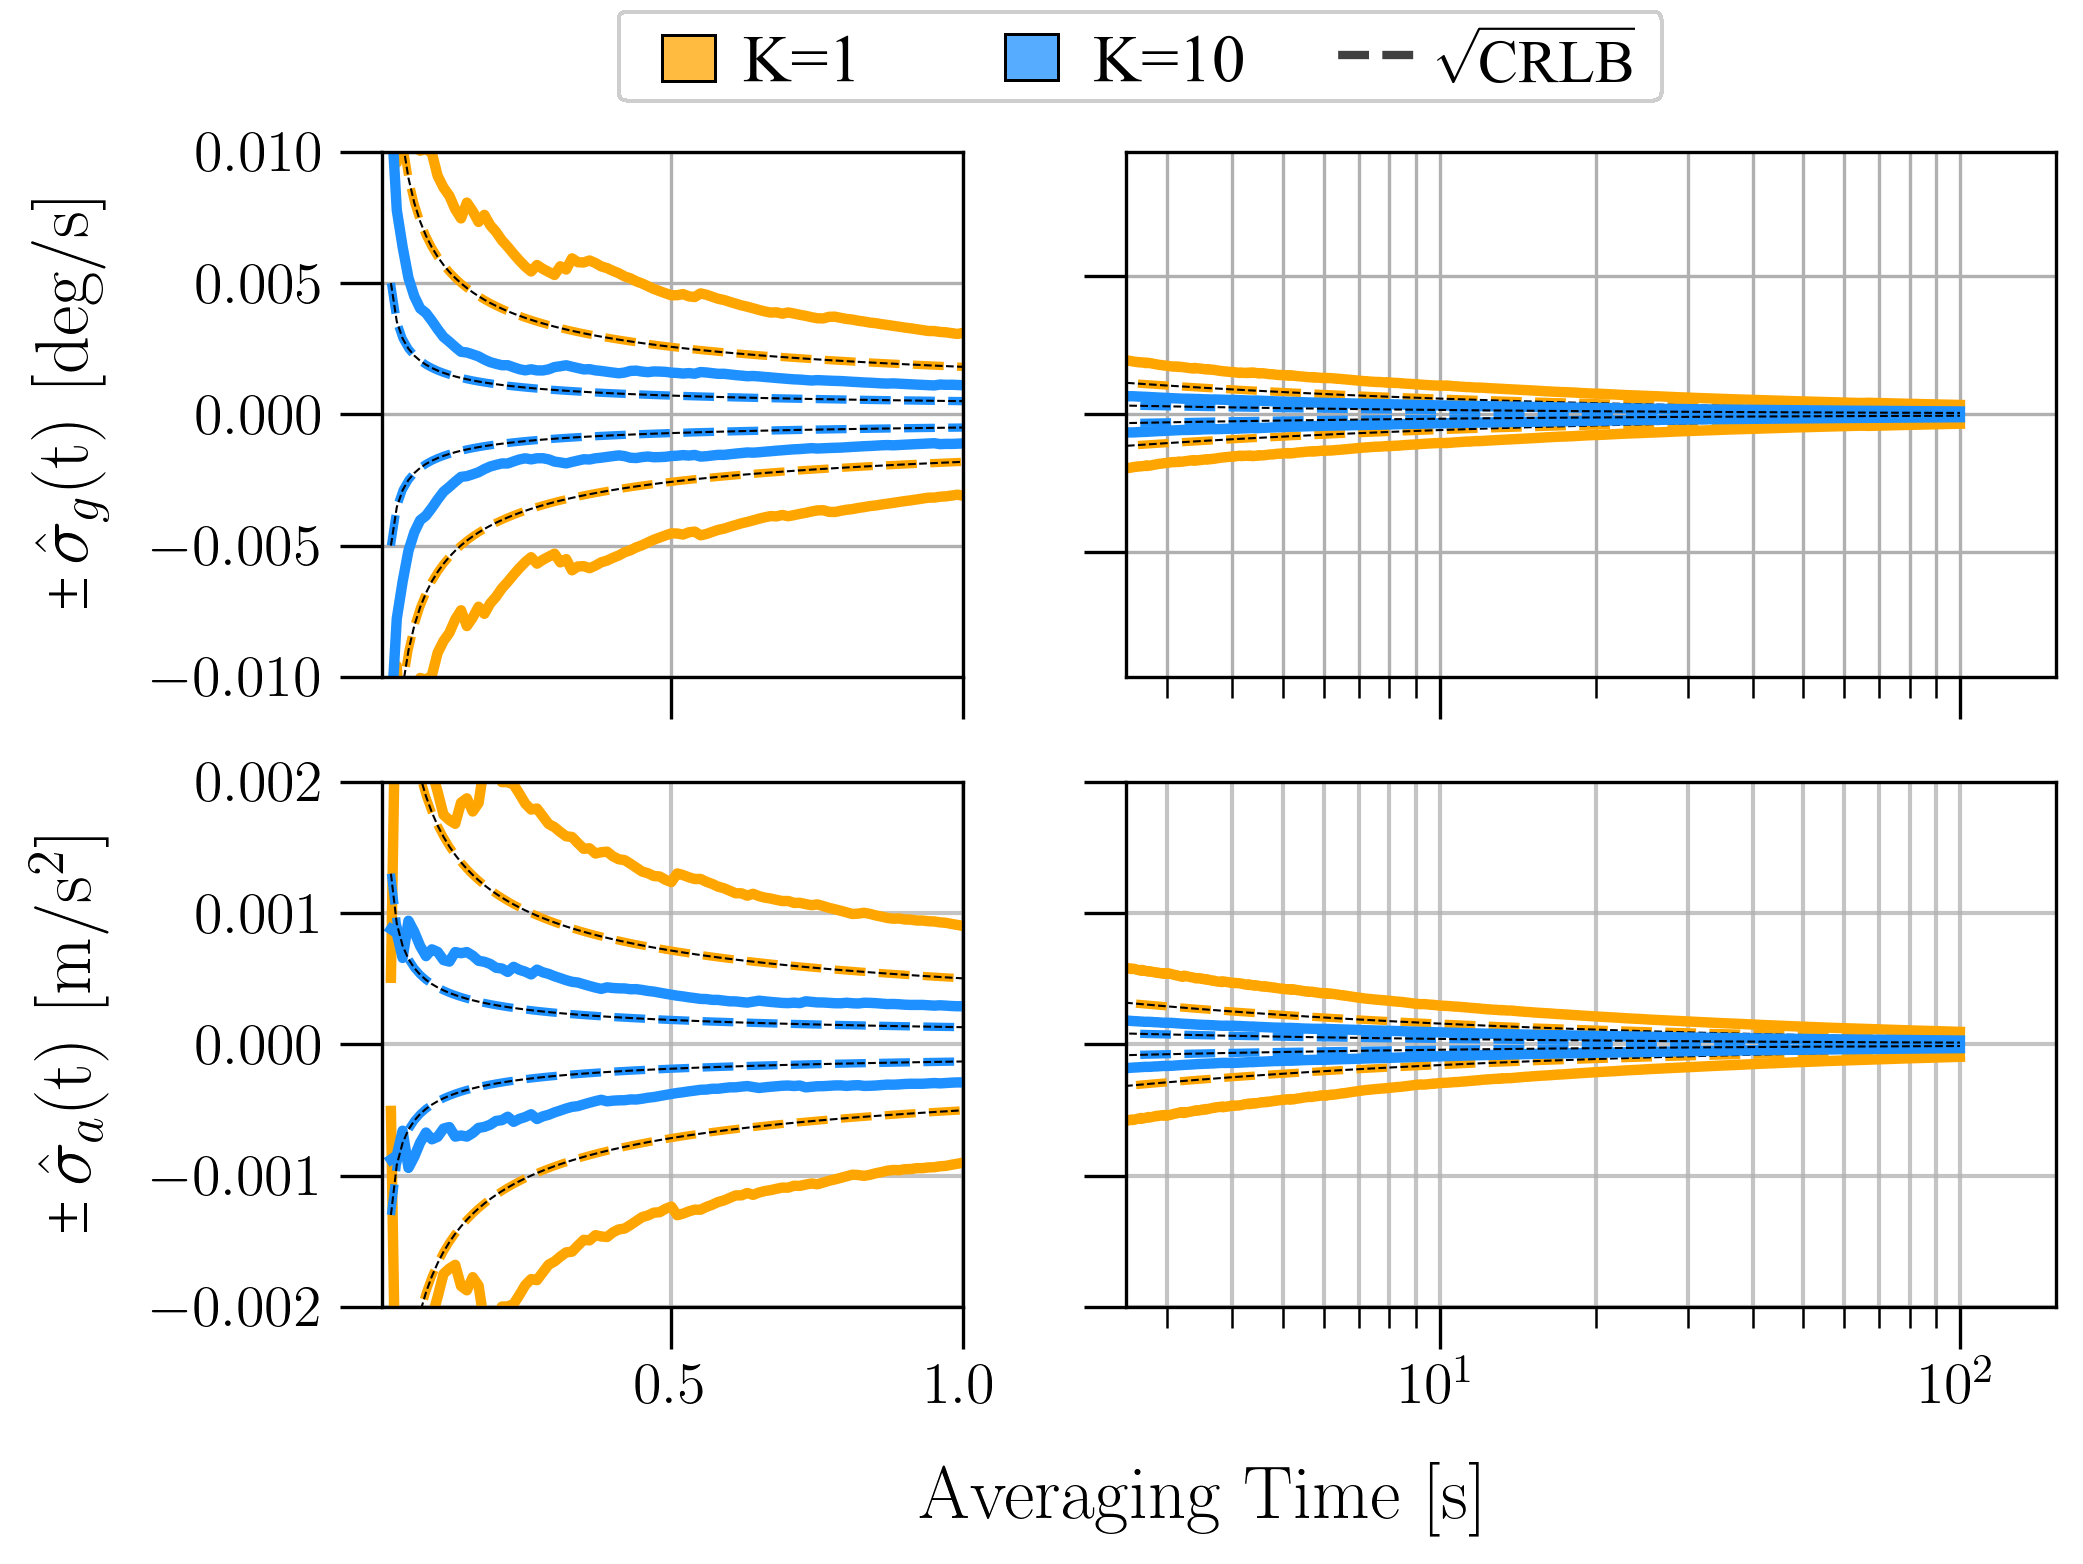 K=1 K=10 √CRLB
0.010
0.005
0.000
−0.005
−0.010
± σ̂g(t) [deg/s]
0.002
0.001
0.000
−0.001
−0.002
± σ̂a(t) [m/s²]
0.5 1.0 10¹ 10²
Averaging Time [s]